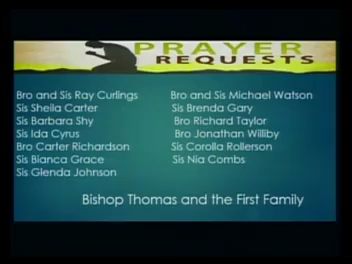 PRAYER
REQUESTS
Bro and Sis Ray Curlings
Sis Sheila Carter
Sis Barbara Shy
Sis Ida Cyrus
Bro Carter Richardson
Sis Bianca Grace
Sis Glenda Johnson
Bro and Sis Michael Watson
Sis Brenda Gary
Bro Richard Taylor
Bro Jonathan Williby
Sis Corolla Rollerson
Sis Nia Combs
Bishop Thomas and the First Family